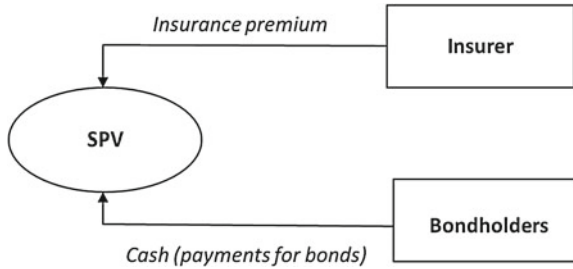 Insurance premium
Insurer
SPV
Bondholders
Cash (payments for bonds)